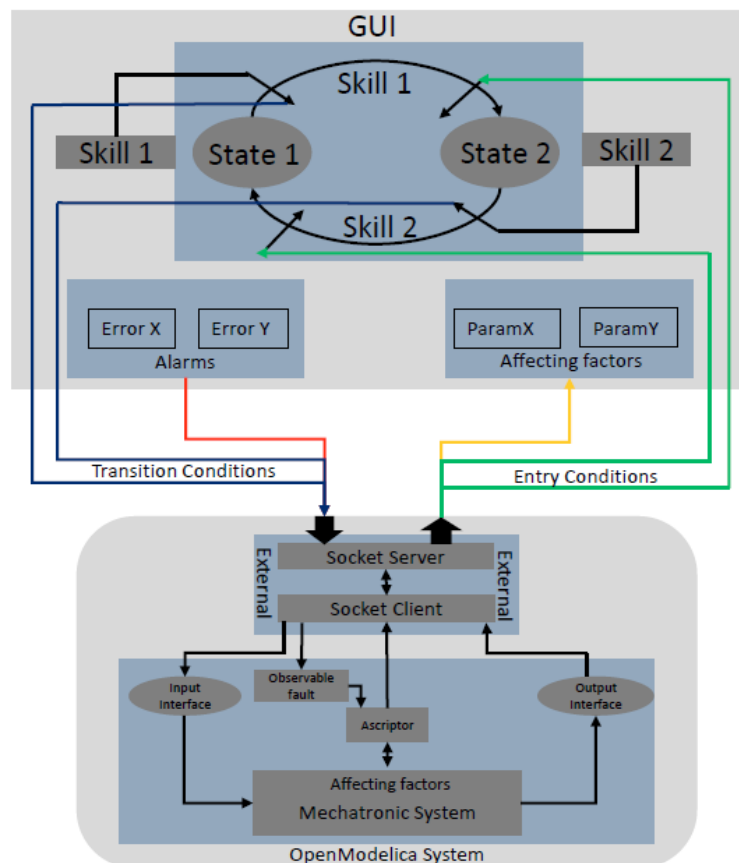 GUI
Skill 1
Skill 1
State 1
State 2
Skill 2
Skill 2
Error X
Error Y
Alarms
ParamX
ParamY
Affecting factors
Transition Conditions
Entry Conditions
External
Socket Server
External
Socket Client
Input
Interface
Observable
fault
Ascriptor
Output
Interface
Affecting factors
Mechatronic System
OpenModelica System